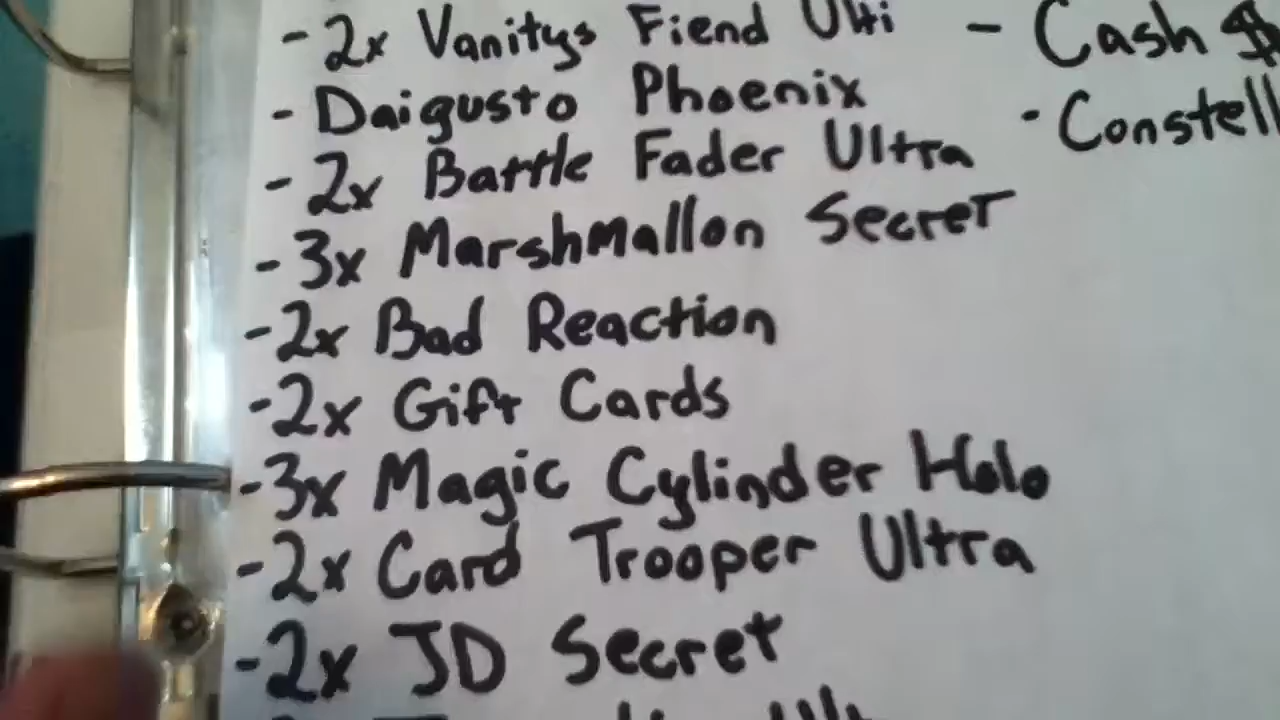 - 2x Vanitys Fiend Ulti
- Daigusto Phoenix
- 2x Battle Fader Ultra
- 3x Marshmallon Secret
- 2x Bad Reaction
- 2x Gift Cards
- 3x Magic Cylinder Holo
- 2x Card Trooper Ultra
- 2x JD Secret
- Cash $
- Constell